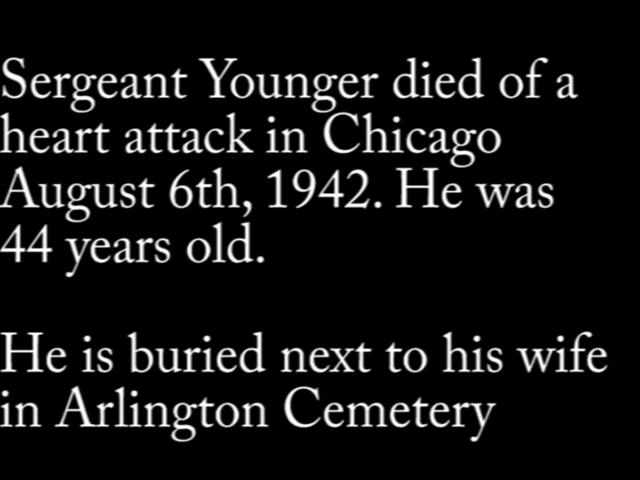 Sergeant Younger died of a
heart attack in Chicago
August 6th, 1942. He was
44 years old.
He is buried next to his wife
in Arlington Cemetery